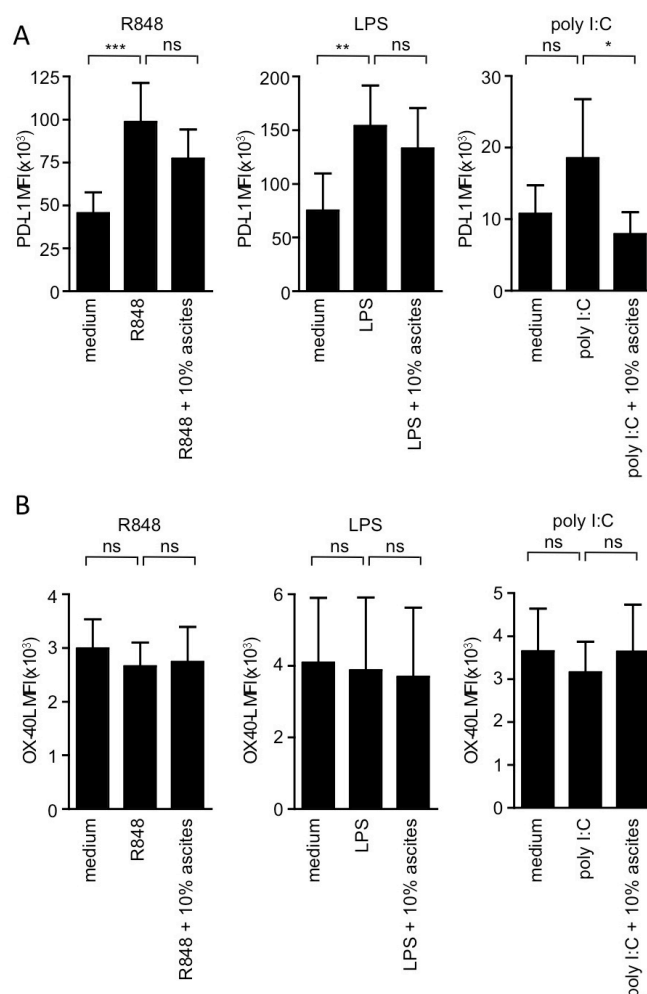 A
R848
LPS
poly I:C
***
ns
**
ns
ns
*
PD-L1 MFI (x10³)
125
100
75
50
25
0
medium
R848
R848 + 10% ascites
PD-L1 MFI (x10³)
200
150
100
50
0
medium
LPS
LPS + 10% ascites
PD-L1 MFI (x10³)
30
20
10
0
medium
poly I:C
poly I:C + 10% ascites
B
R848
LPS
poly I:C
ns
ns
ns
ns
ns
ns
OX-40L MFI (x10³)
4
3
2
1
0
medium
R848
R848 + 10% ascites
OX40-L MFI (x10³)
6
4
2
0
medium
LPS
LPS + 10% ascites
OX-40L MFI (x10³)
5
4
3
2
1
0
medium
poly I:C
poly I:C + 10% ascites